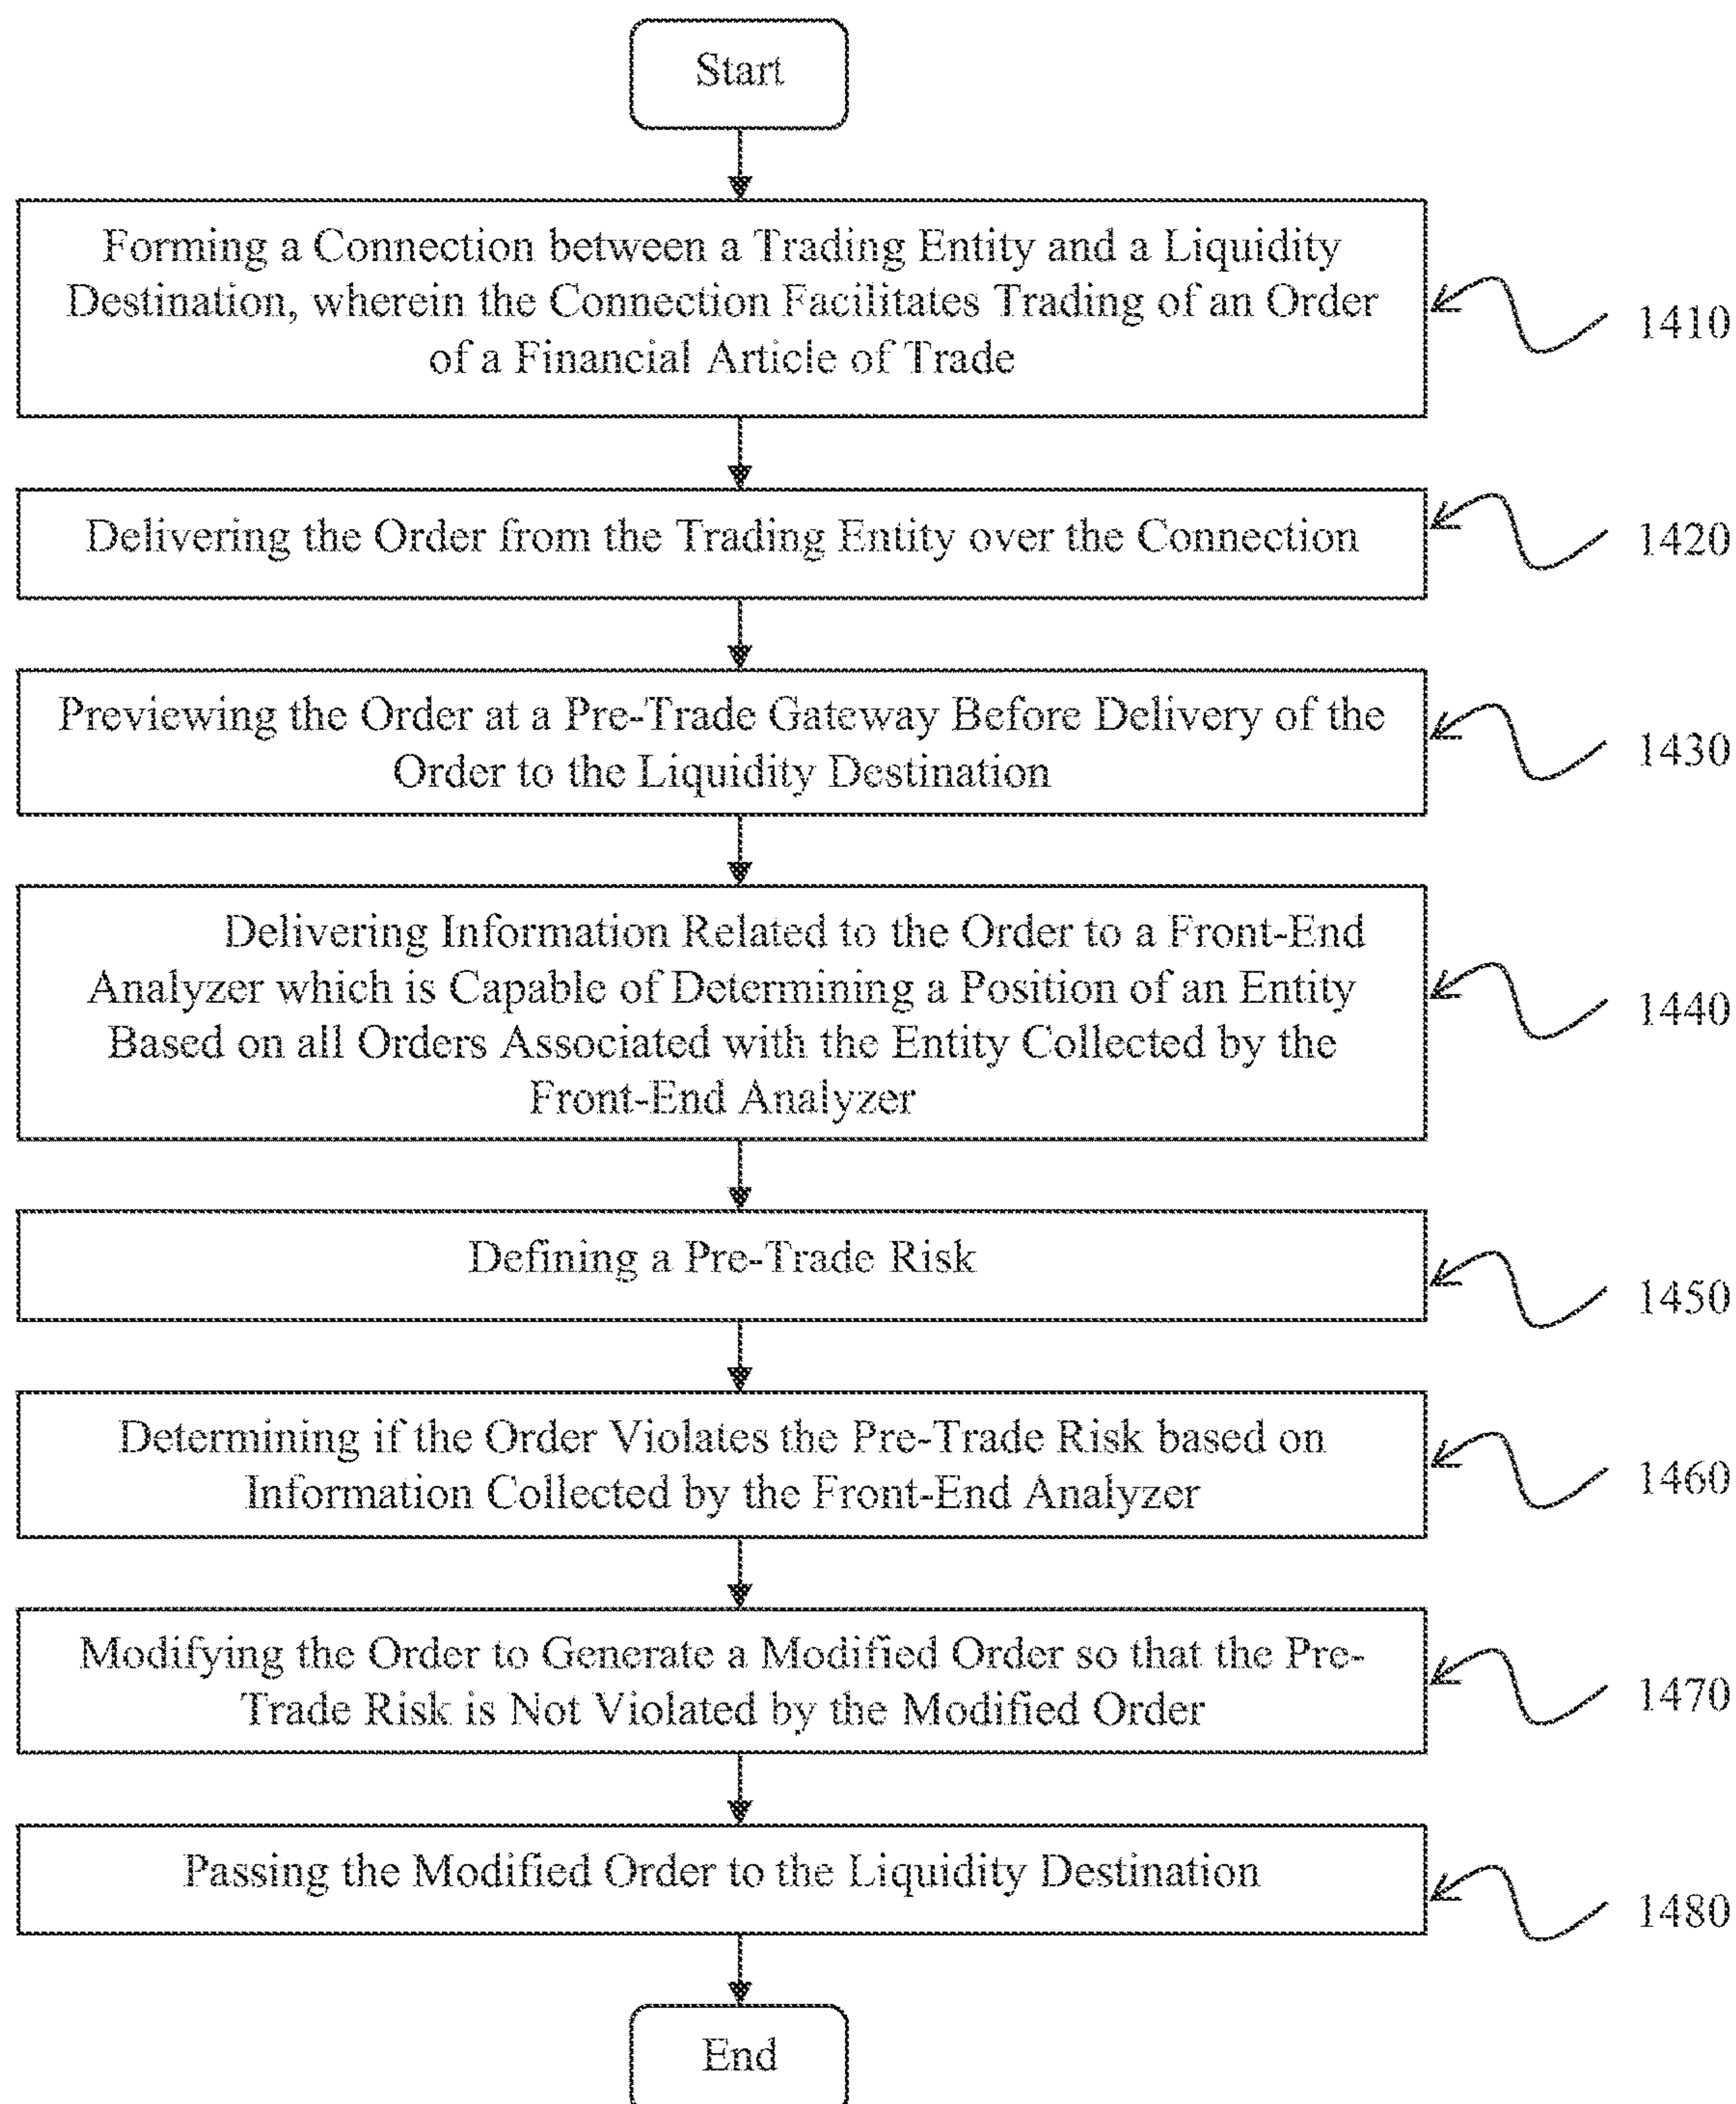 Start
Forming a Connection between a Trading Entity and a Liquidity
Destination, wherein the Connection Facilitates Trading of an Order
of a Financial Article of Trade
1410
Delivering the Order from the Trading Entity over the Connection
1420
Previewing the Order at a Pre-Trade Gateway Before Delivery of the
Order to the Liquidity Destination
1430
Delivering Information Related to the Order to a Front-End
Analyzer which is Capable of Determining a Position of an Entity
Based on all Orders Associated with the Entity Collected by the
Front-End Analyzer
1440
Defining a Pre-Trade Risk
1450
Determining if the Order Violates the Pre-Trade Risk based on
Information Collected by the Front-End Analyzer
1460
Modifying the Order to Generate a Modified Order so that the Pre-
Trade Risk is Not Violated by the Modified Order
1470
Passing the Modified Order to the Liquidity Destination
1480
End